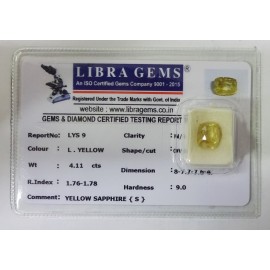 LIBRA GEMS
An ISO Certified Gems Company 9001 - 2015
Registered Under the Trade Marks with Govt. of India
website : www.libragems.com
GEMS & DIAMOND CERTIFIED TESTING REPORT
ReportNo: LYS 9 Clarity
Colour : L . YELLOW Shape/cut:
Wt : 4.11 cts Dimension :
R.Index : 1.76-1.78 Hardness : 9.0
Comment: YELLOW SAPPHIRE { S }